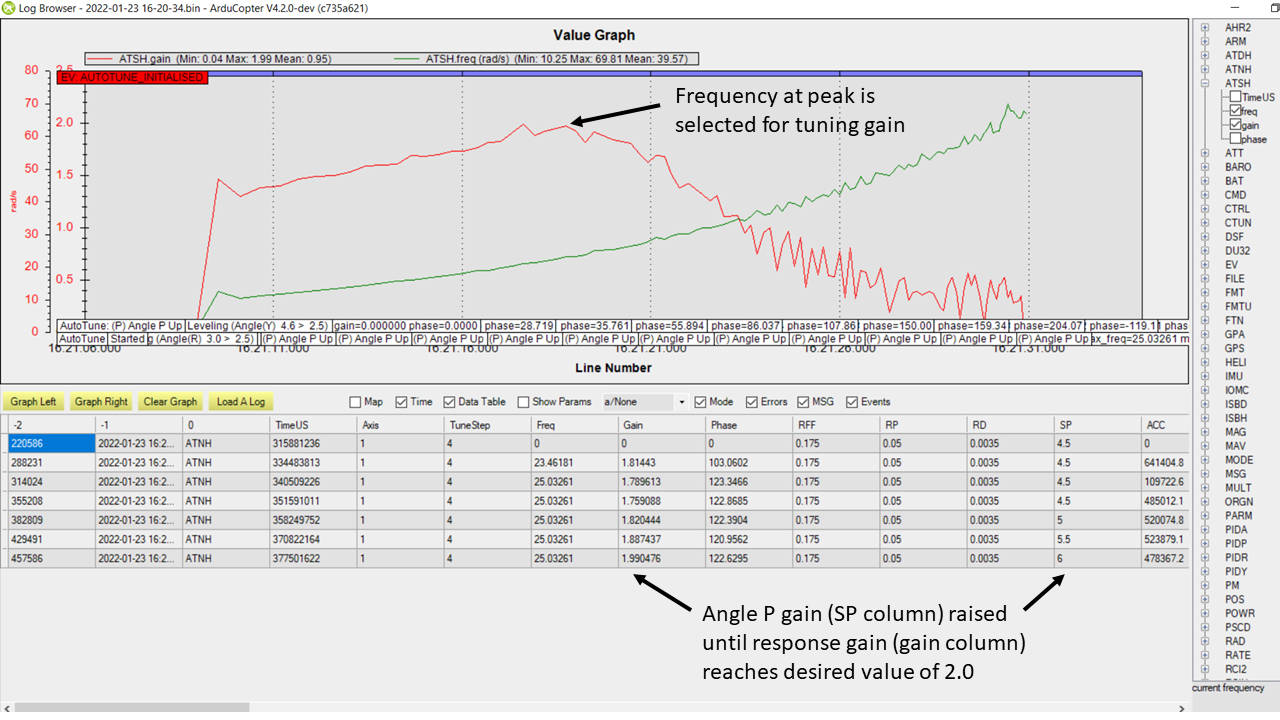 Log Browser - 2022-01-23 16-20-34.bin - ArduCopter V4.2.0-dev (c735a621)
Value Graph
ATSH.gain (Min: 0.04 Max: 1.99 Mean: 0.95) ATSH.freq (rad/s) (Min: 10.25 Max: 69.81 Mean: 39.57)
EV: AUTOTUNE_INITIALISED
Frequency at peak is
selected for tuning gain
80
70
60
50
40
30
20
10
0
rad/s
2.5
2.0
1.5
1.0
0.5
AutoTune: (P) Angle P Up Leveling (Angle(Y) 4.6 > 2.5) gain=0.000000 phase=0.0000 phase=28.719 phase=35.761 phase=55.894 phase=86.037 phase=107.86 phase=150.00 phase=159.34 phase=204.07 phase=-119.11 phas
AutoTune Started g (Angle(R) 3.0 > 2.5) (P) Angle P Up (P) Angle P Up (P) Angle P Up (P) Angle P Up (P) Angle P Up (P) Angle P Up (P) Angle P Up (P) Angle P Up (P) Angle P Up (P) Angle P Up (P) Angle P Up ax_freq=25.03261 m
16.21.06.000 16.21.11.000 16.21.16.000 16.21.21.000 16.21.26.000 16.21.31.000
Line Number
Graph Left Graph Right Clear Graph Load A Log Map Time Data Table Show Params a/None Mode Errors MSG Events
-2 -1 0 TimeUS Axis TuneStep Freq Gain Phase RFF RP RD SP ACC
220586 2022-01-23 16:2... ATNH 315881236 1 4 0 0 0 0.175 0.05 0.0035 4.5 0
288231 2022-01-23 16:2... ATNH 334483813 1 4 23.46181 1.81443 103.0602 0.175 0.05 0.0035 4.5 641404.8
314024 2022-01-23 16:2... ATNH 340509226 1 4 25.03261 1.789613 123.3466 0.175 0.05 0.0035 4.5 109722.6
355208 2022-01-23 16:2... ATNH 351591011 1 4 25.03261 1.759088 122.8685 0.175 0.05 0.0035 4.5 485012.1
382809 2022-01-23 16:2... ATNH 358249752 1 4 25.03261 1.820444 122.3904 0.175 0.05 0.0035 5 520074.8
429491 2022-01-23 16:2... ATNH 370822164 1 4 25.03261 1.887437 120.9562 0.175 0.05 0.0035 5.5 523879.1
457586 2022-01-23 16:2... ATNH 377501622 1 4 25.03261 1.990476 122.6295 0.175 0.05 0.0035 6 478367.2
Angle P gain (SP column) raised
until response gain (gain column)
reaches desired value of 2.0
AHR2
ARM
ATDH
ATNH
ATSH
TimeUS
freq
gain
phase
ATT
BARO
BAT
CMD
CTRL
CTUN
DSF
DU32
EV
FILE
FMT
FMTU
FTN
GPA
GPS
HELI
IMU
IOMC
ISBD
ISBH
MAG
MAV
MODE
MSG
MULT
ORGN
PARM
PIDA
PIDP
PIDR
PIDY
PM
POS
POWR
PSCD
RAD
RATE
RCI2
current frequency